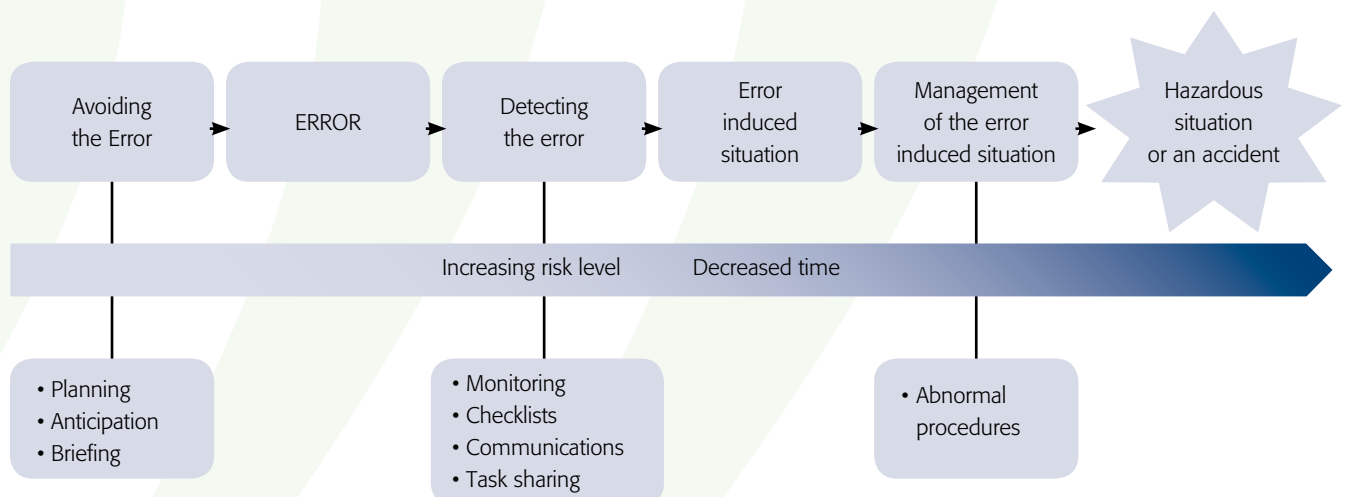 Avoiding
the Error
ERROR
Detecting
the error
Error
induced
situation
Management
of the error
induced situation
Hazardous
situation
or an accident
Increasing risk level
Decreased time
• Planning
• Anticipation
• Briefing
• Monitoring
• Checklists
• Communications
• Task sharing
• Abnormal
procedures